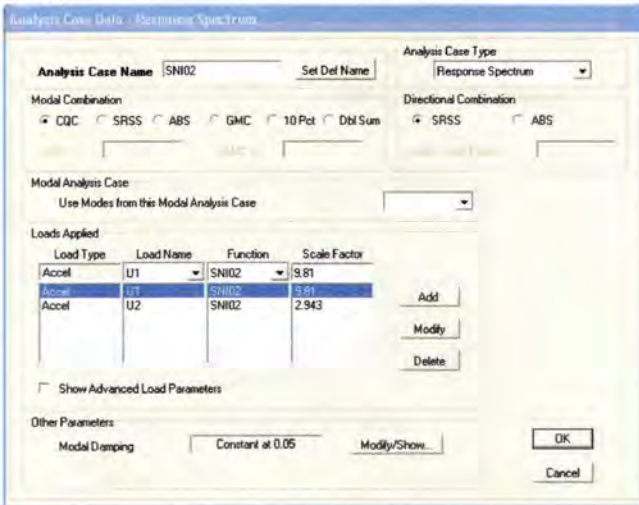 Analysis Case Data - Response Spectrum
Analysis Case Name SNI02 Set Def Name
Analysis Case Type
Response Spectrum
Modal Combination
CQC SRSS ABS GMC 10 Pct Dbl Sum
Directional Combination
SRSS ABS
Modal Analysis Case
Use Modes from this Modal Analysis Case
Loads Applied
Load Type Load Name Function Scale Factor
Accel U1 SNI02 9.81
Accel U1 SNI02 9.81
Accel U2 SNI02 2.943
Add
Modify
Delete
Show Advanced Load Parameters
Other Parameters
Modal Damping Constant at 0.05 Modify/Show...
OK
Cancel